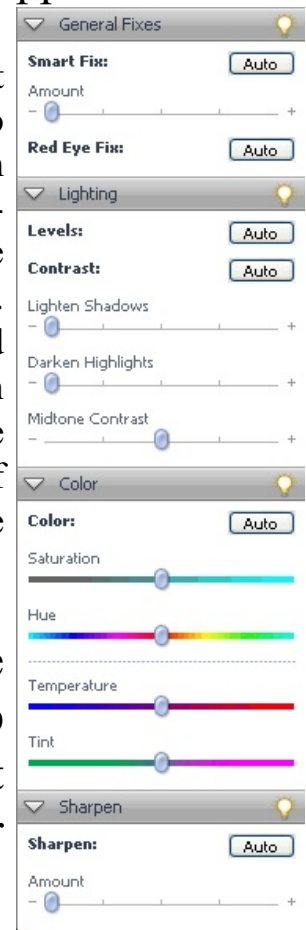 General Fixes
Smart Fix: Auto
Amount
- +
Red Eye Fix: Auto
Lighting
Levels: Auto
Contrast: Auto
Lighten Shadows
- +
Darken Highlights
- +
Midtone Contrast
- +
Color
Color: Auto
Saturation
Hue
Temperature
Tint
Sharpen
Sharpen: Auto
Amount
- +